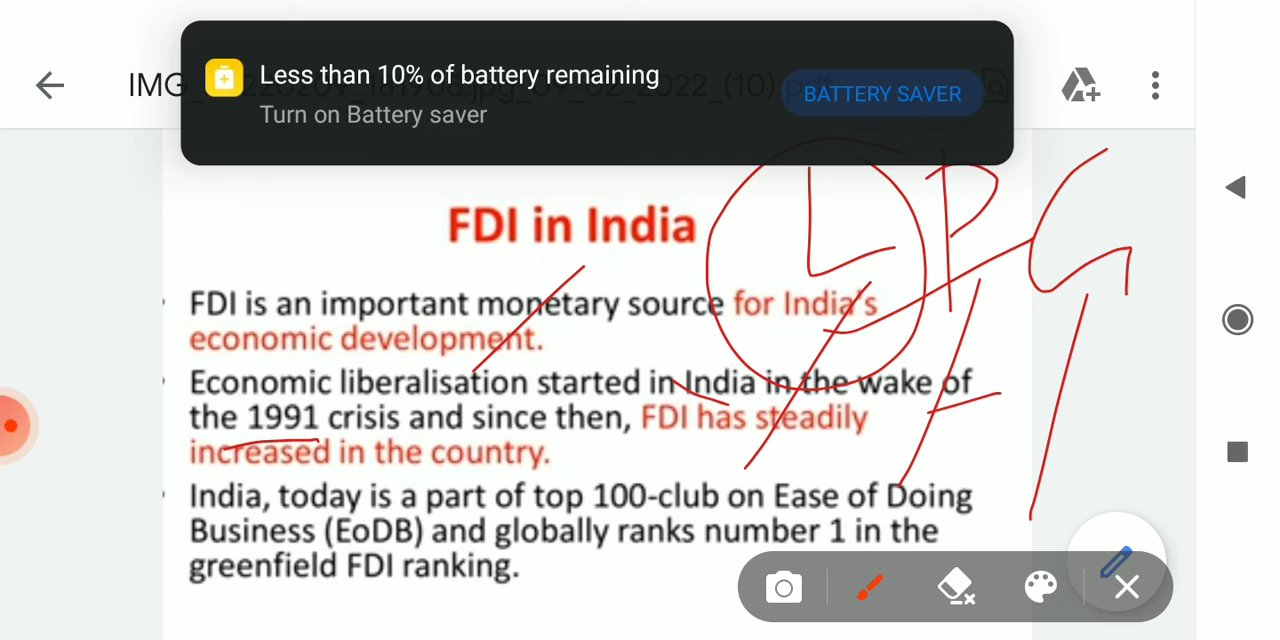 Less than 10% of battery remaining
Turn on Battery saver
BATTERY SAVER
LPG
FDI in India
FDI is an important monetary source for India's
economic development.
Economic liberalisation started in India in the wake of
the 1991 crisis and since then, FDI has steadily
increased in the country.
India, today is a part of top 100-club on Ease of Doing
Business (EoDB) and globally ranks number 1 in the
greenfield FDI ranking.